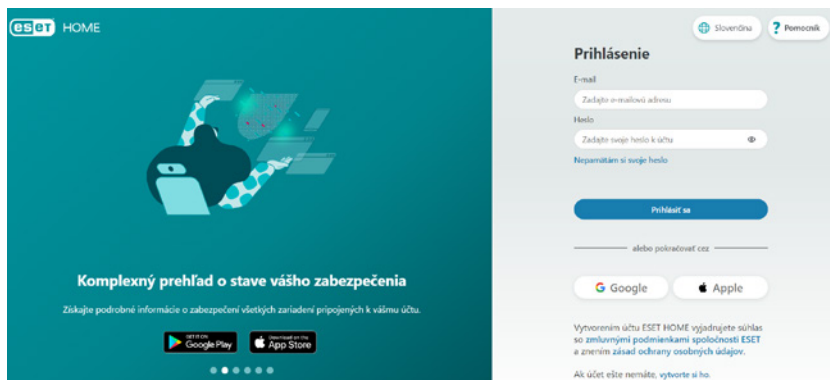 eset HOME
Slovenčina
? Pomocník
Prihlásenie
E-mail
Zadajte e-mailovú adresu
Heslo
Zadajte svoje heslo k účtu
Nepamätám si svoje heslo
Prihlásiť sa
alebo pokračovať cez
Google
Apple
Vytvorením účtu ESET HOME vyjadrujete súhlas
so zmluvnými podmienkami spoločnosti ESET
a znením zásad ochrany osobných údajov.
Ak účet ešte nemáte, vytvorte si ho.
Komplexný prehľad o stave vášho zabezpečenia
Získajte podrobné informácie o zabezpečení všetkých zariadení pripojených k vášmu účtu.
GET IT ON
Google Play
Download on the
App Store